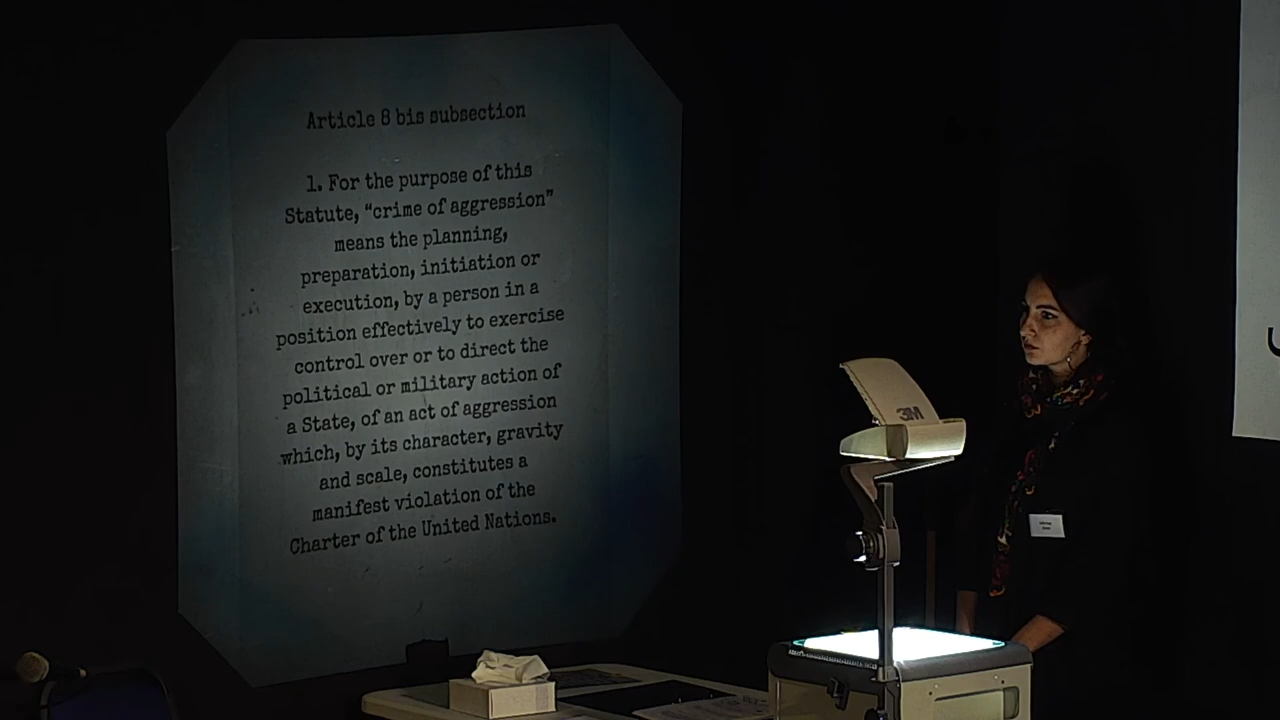 Article 8 bis subsection
1. For the purpose of this
Statute, “crime of aggression”
means the planning,
preparation, initiation or
execution, by a person in a
position effectively to exercise
control over or to direct the
political or military action of
a State, of an act of aggression
which, by its character, gravity
and scale, constitutes a
manifest violation of the
Charter of the United Nations.
3M